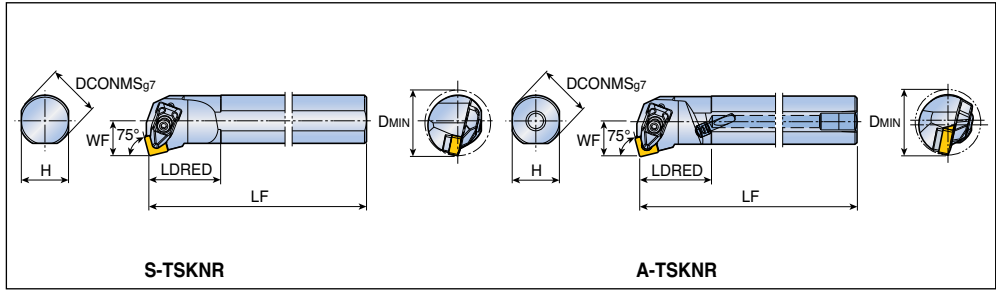 DCONMSg7
WF
75°
H
LDRED
LF
DMIN
S-TSKNR
DCONMSg7
WF
75°
H
LDRED
LF
DMIN
A-TSKNR